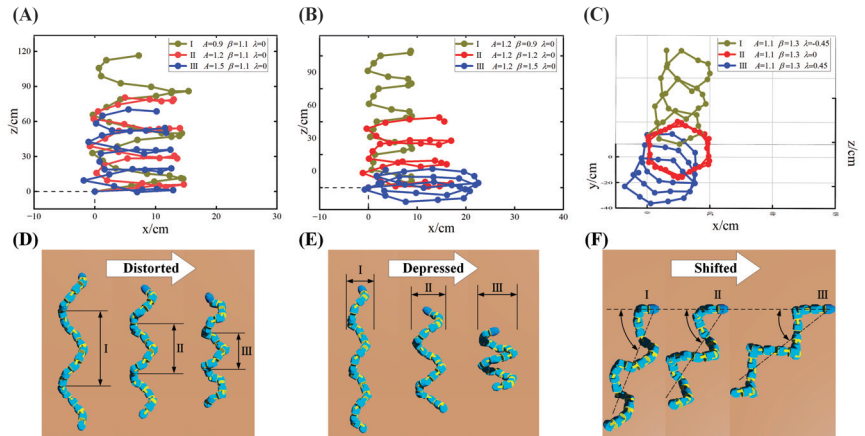 (A)
I A=0.9 β=1.1 λ=0
II A=1.2 β=1.1 λ=0
III A=1.5 β=1.1 λ=0
z/cm
120
90
60
30
0
-10 0 10 20 30
x/cm
(B)
I A=1.2 β=0.9 λ=0
II A=1.2 β=1.2 λ=0
III A=1.2 β=1.5 λ=0
z/cm
120
90
60
30
0
-10 0 10 20 30 40
x/cm
(C)
I A=1.1 β=1.3 λ=-0.45
II A=1.1 β=1.3 λ=0
III A=1.1 β=1.3 λ=0.45
y/cm
60
40
20
0
-20
-40
z/cm
x/cm
(D)
Distorted
I
II
III
(E)
Depressed
I
II
III
(F)
Shifted
I
II
III